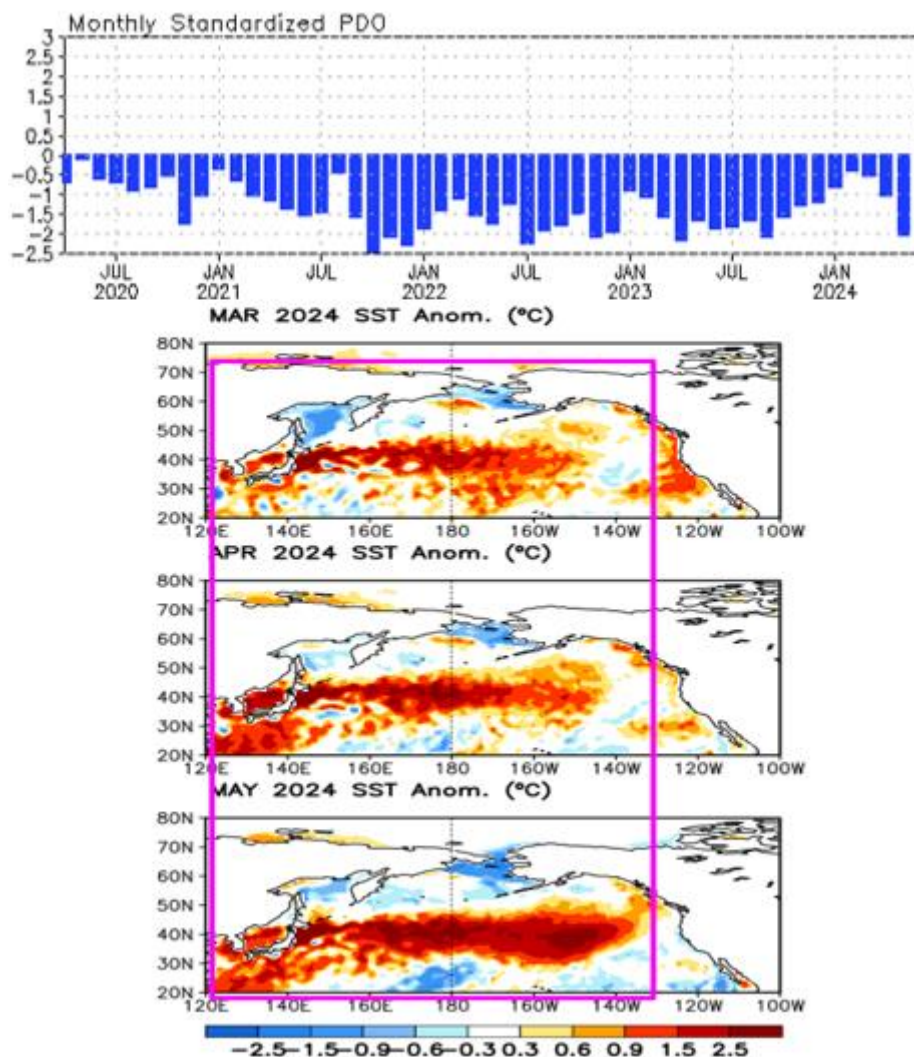 Monthly Standardized PDO
3
2.5
2
1.5
1
0.5
0
-0.5
-1
-1.5
-2
-2.5
JUL JAN JUL JAN JUL JAN JUL JAN
2020 2021 2022 2023 2024
MAR 2024 SST Anom. (°C)
80N
70N
60N
50N
40N
30N
20N
120E 140E 160E 180 160W 140W 120W 100W
APR 2024 SST Anom. (°C)
80N
70N
60N
50N
40N
30N
20N
120E 140E 160E 180 160W 140W 120W 100W
MAY 2024 SST Anom. (°C)
80N
70N
60N
50N
40N
30N
20N
120E 140E 160E 180 160W 140W 120W 100W
-2.5 -1.5 -0.9 -0.6 -0.3 0.3 0.6 0.9 1.5 2.5